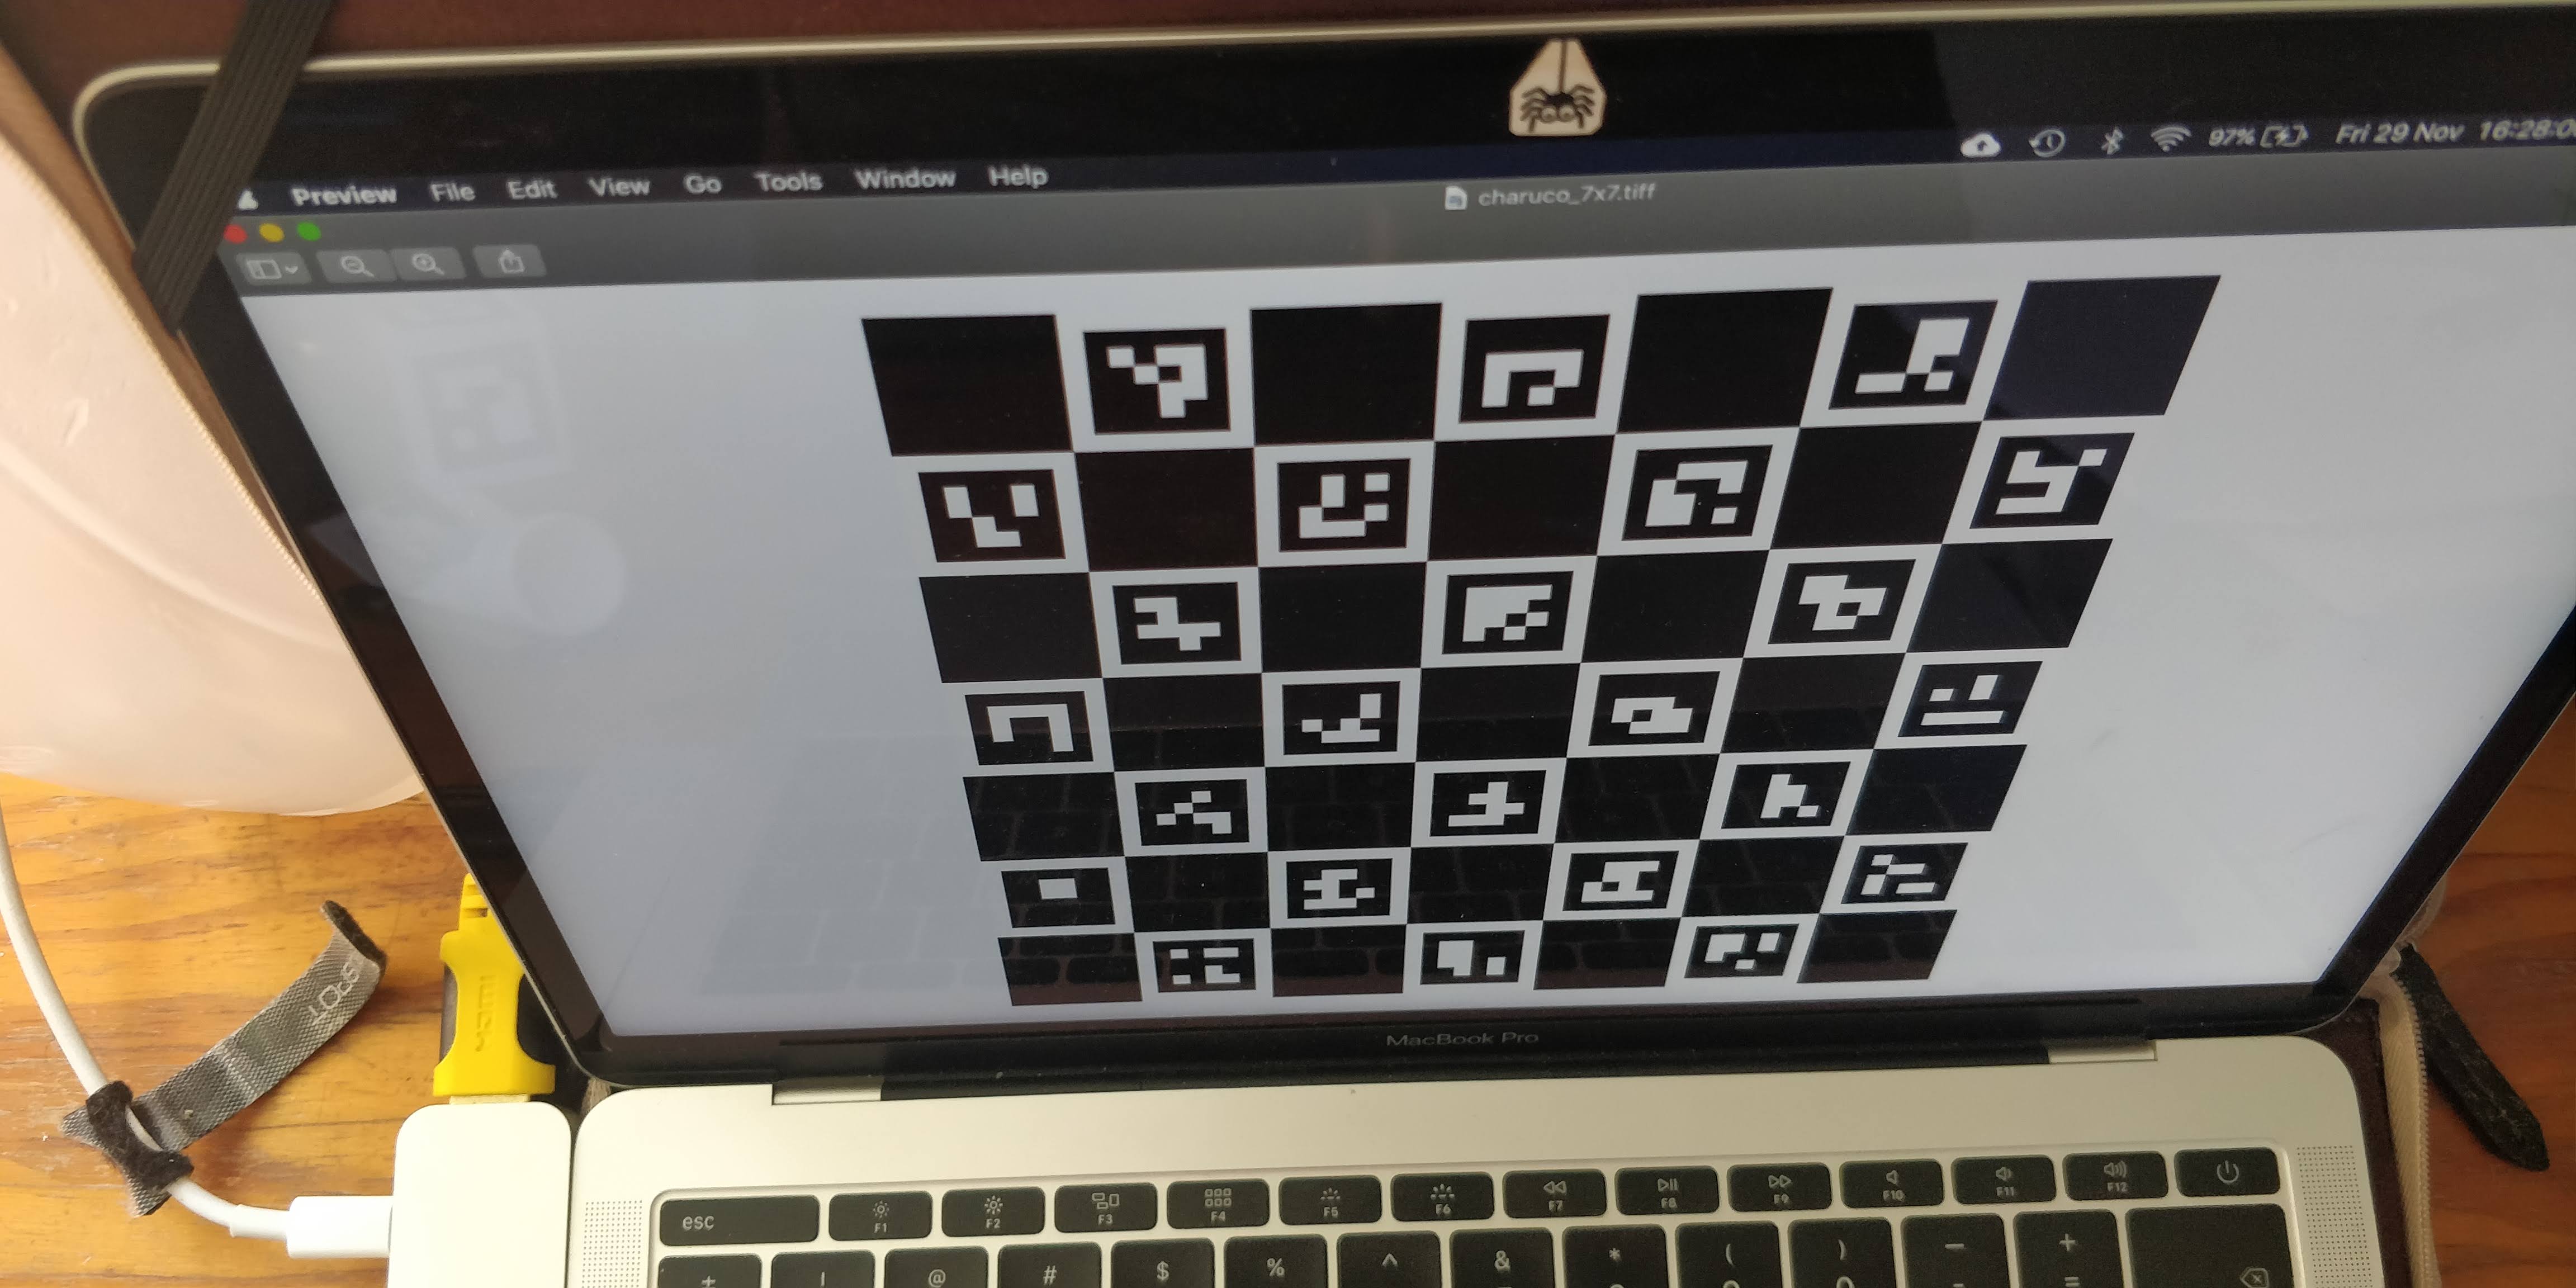 Preview File Edit View Go Tools Window Help
97% Fri 29 Nov 16:28:0
charuco_7x7.tiff
MacBook Pro
esc F1 F2 F3 F4 F5 F6 F7 F8 F9 F10 F11 F12
@ # $ % ^ & * ( ) − +
=